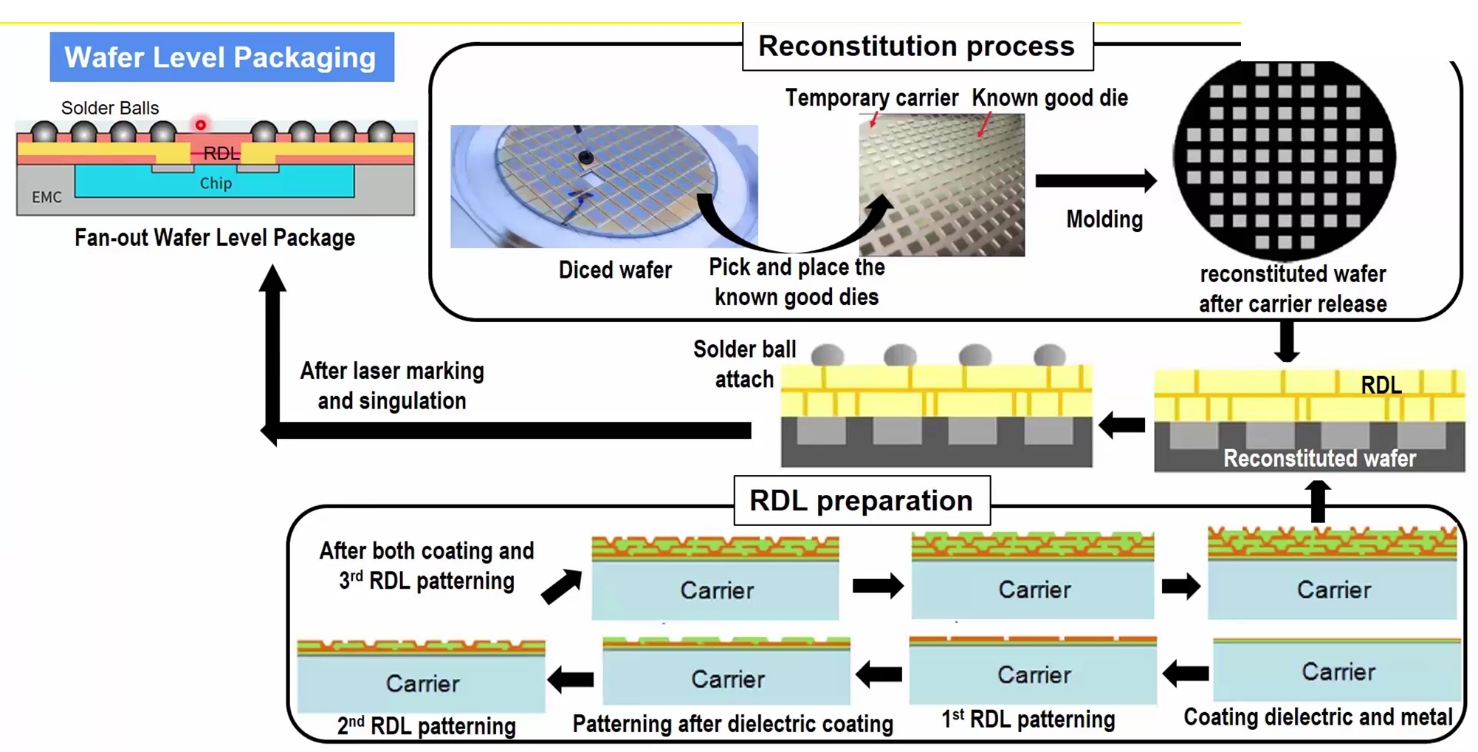 Wafer Level Packaging
Solder Balls
RDL
Chip
EMC
Fan-out Wafer Level Package
Reconstitution process
Temporary carrier
Known good die
Diced wafer
Pick and place the
known good dies
Molding
reconstituted wafer
after carrier release
After laser marking
and singulation
Solder ball
attach
RDL
Reconstituted wafer
RDL preparation
After both coating and
3rd RDL patterning
Carrier
Carrier
Carrier
Carrier
Carrier
Carrier
Carrier
2nd RDL patterning
Patterning after dielectric coating
1st RDL patterning
Coating dielectric and metal